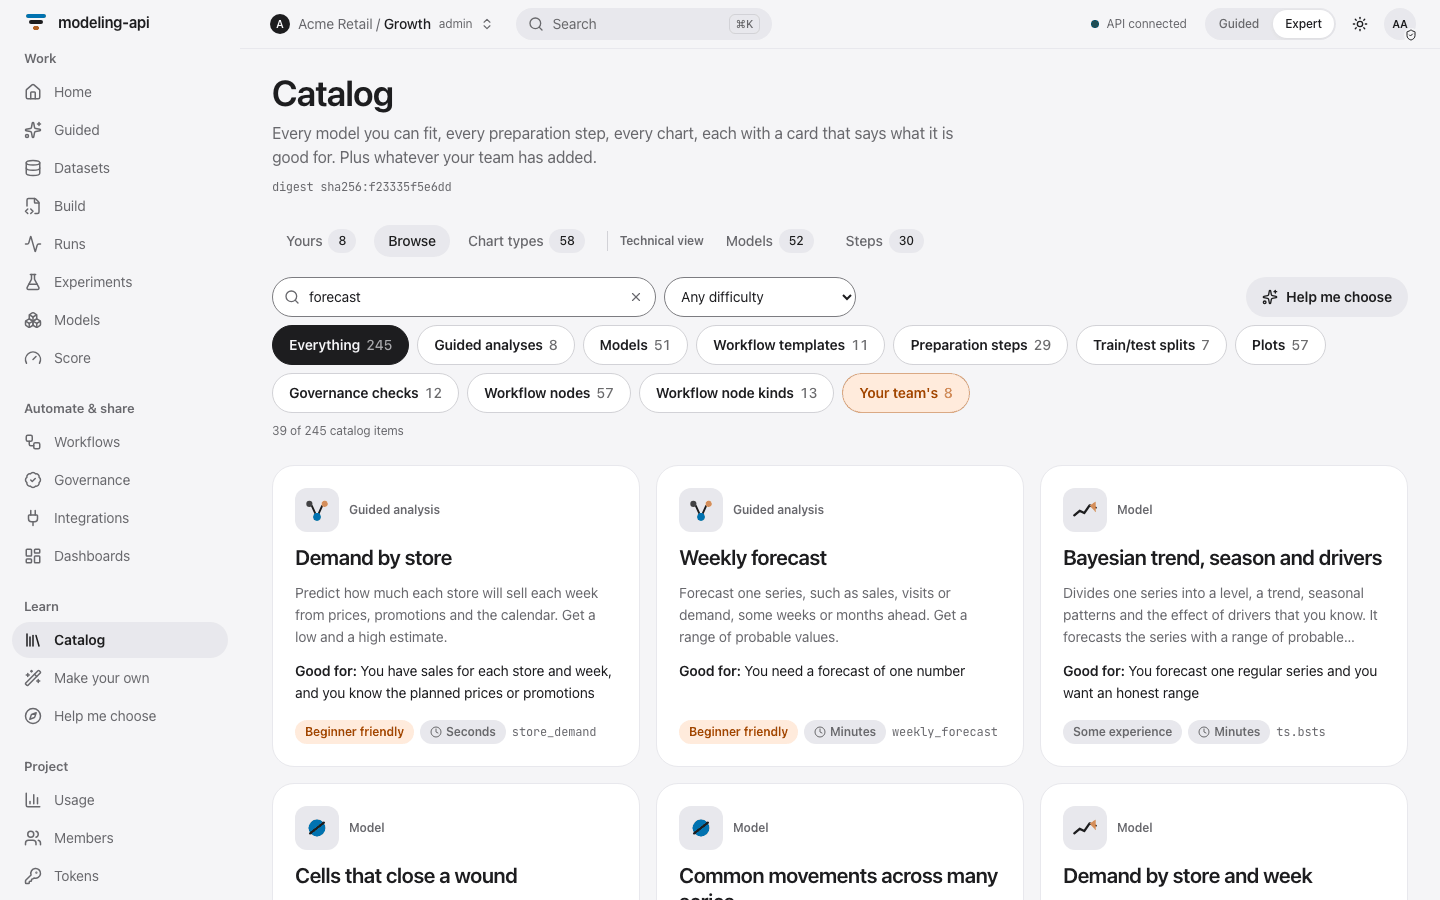 modeling-api
A Acme Retail / Growth admin
Search ⌘K
API connected
Guided Expert
AA
Work
Home
Guided
Datasets
Build
Runs
Experiments
Models
Score
Automate & share
Workflows
Governance
Integrations
Dashboards
Learn
Catalog
Make your own
Help me choose
Project
Usage
Members
Tokens
Catalog
Every model you can fit, every preparation step, every chart, each with a card that says what it is
good for. Plus whatever your team has added.
digest sha256:f23335f5e6dd
Yours 8 Browse Chart types 58 Technical view Models 52 Steps 30
forecast Any difficulty Help me choose
Everything 245 Guided analyses 8 Models 51 Workflow templates 11 Preparation steps 29 Train/test splits 7 Plots 57
Governance checks 12 Workflow nodes 57 Workflow node kinds 13 Your team's 8
39 of 245 catalog items
Guided analysis
Demand by store
Predict how much each store will sell each week
from prices, promotions and the calendar. Get a
low and a high estimate.
Good for: You have sales for each store and week,
and you know the planned prices or promotions
Beginner friendly Seconds store_demand
Guided analysis
Weekly forecast
Forecast one series, such as sales, visits or
demand, some weeks or months ahead. Get a
range of probable values.
Good for: You need a forecast of one number
Beginner friendly Minutes weekly_forecast
Model
Bayesian trend, season and drivers
Divides one series into a level, a trend, seasonal
patterns and the effect of drivers that you know. It
forecasts the series with a range of probable...
Good for: You forecast one regular series and you
want an honest range
Some experience Minutes ts.bsts
Model
Cells that close a wound
Model
Common movements across many
series
Model
Demand by store and week